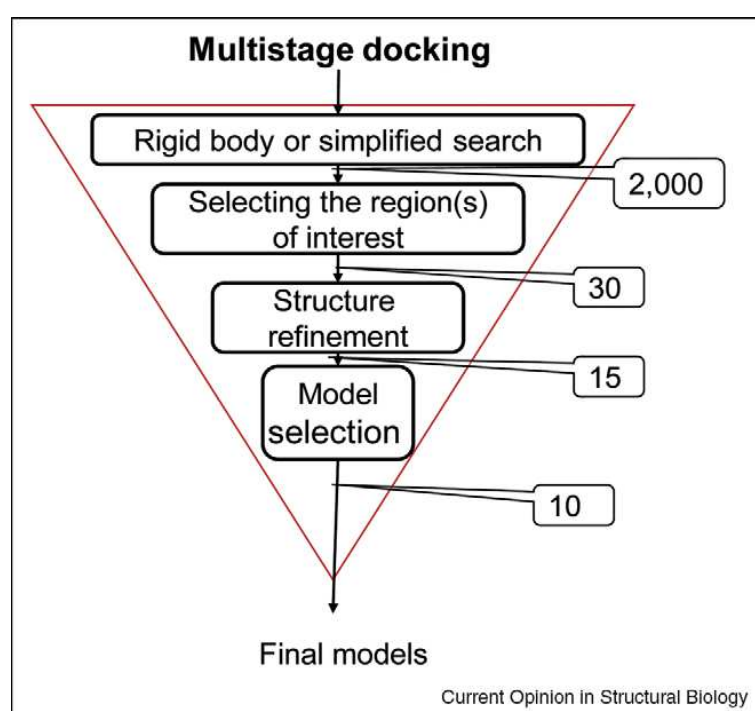 Multistage docking
Rigid body or simplified search
2,000
Selecting the region(s)
of interest
30
Structure
refinement
15
Model
selection
10
Final models
Current Opinion in Structural Biology